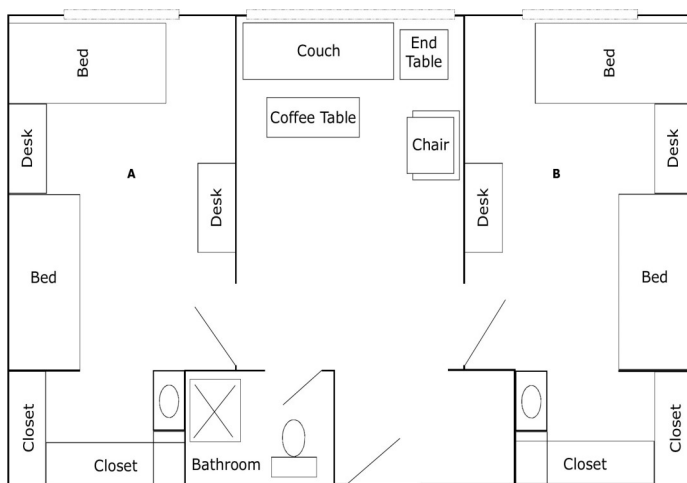 Bed
Couch
End
Table
Bed
Coffee Table
Desk
Chair
Desk
A
B
Desk
Desk
Bed
Bed
Closet
Closet
Closet
Bathroom
Closet